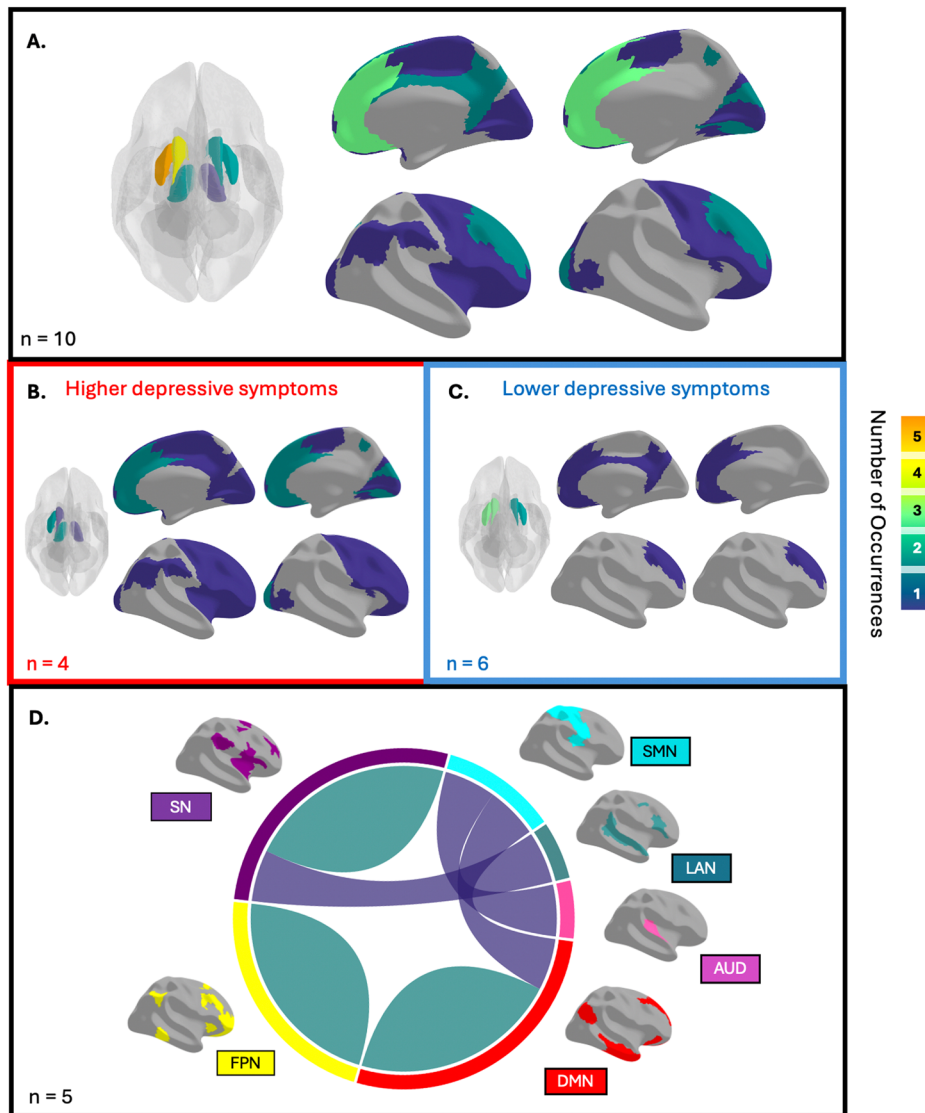 A.
n = 10
B. Higher depressive symptoms
n = 4
C. Lower depressive symptoms
n = 6
Number of Occurrences
5
4
3
2
1
D.
SN
SMN
LAN
AUD
FPN
DMN
n = 5